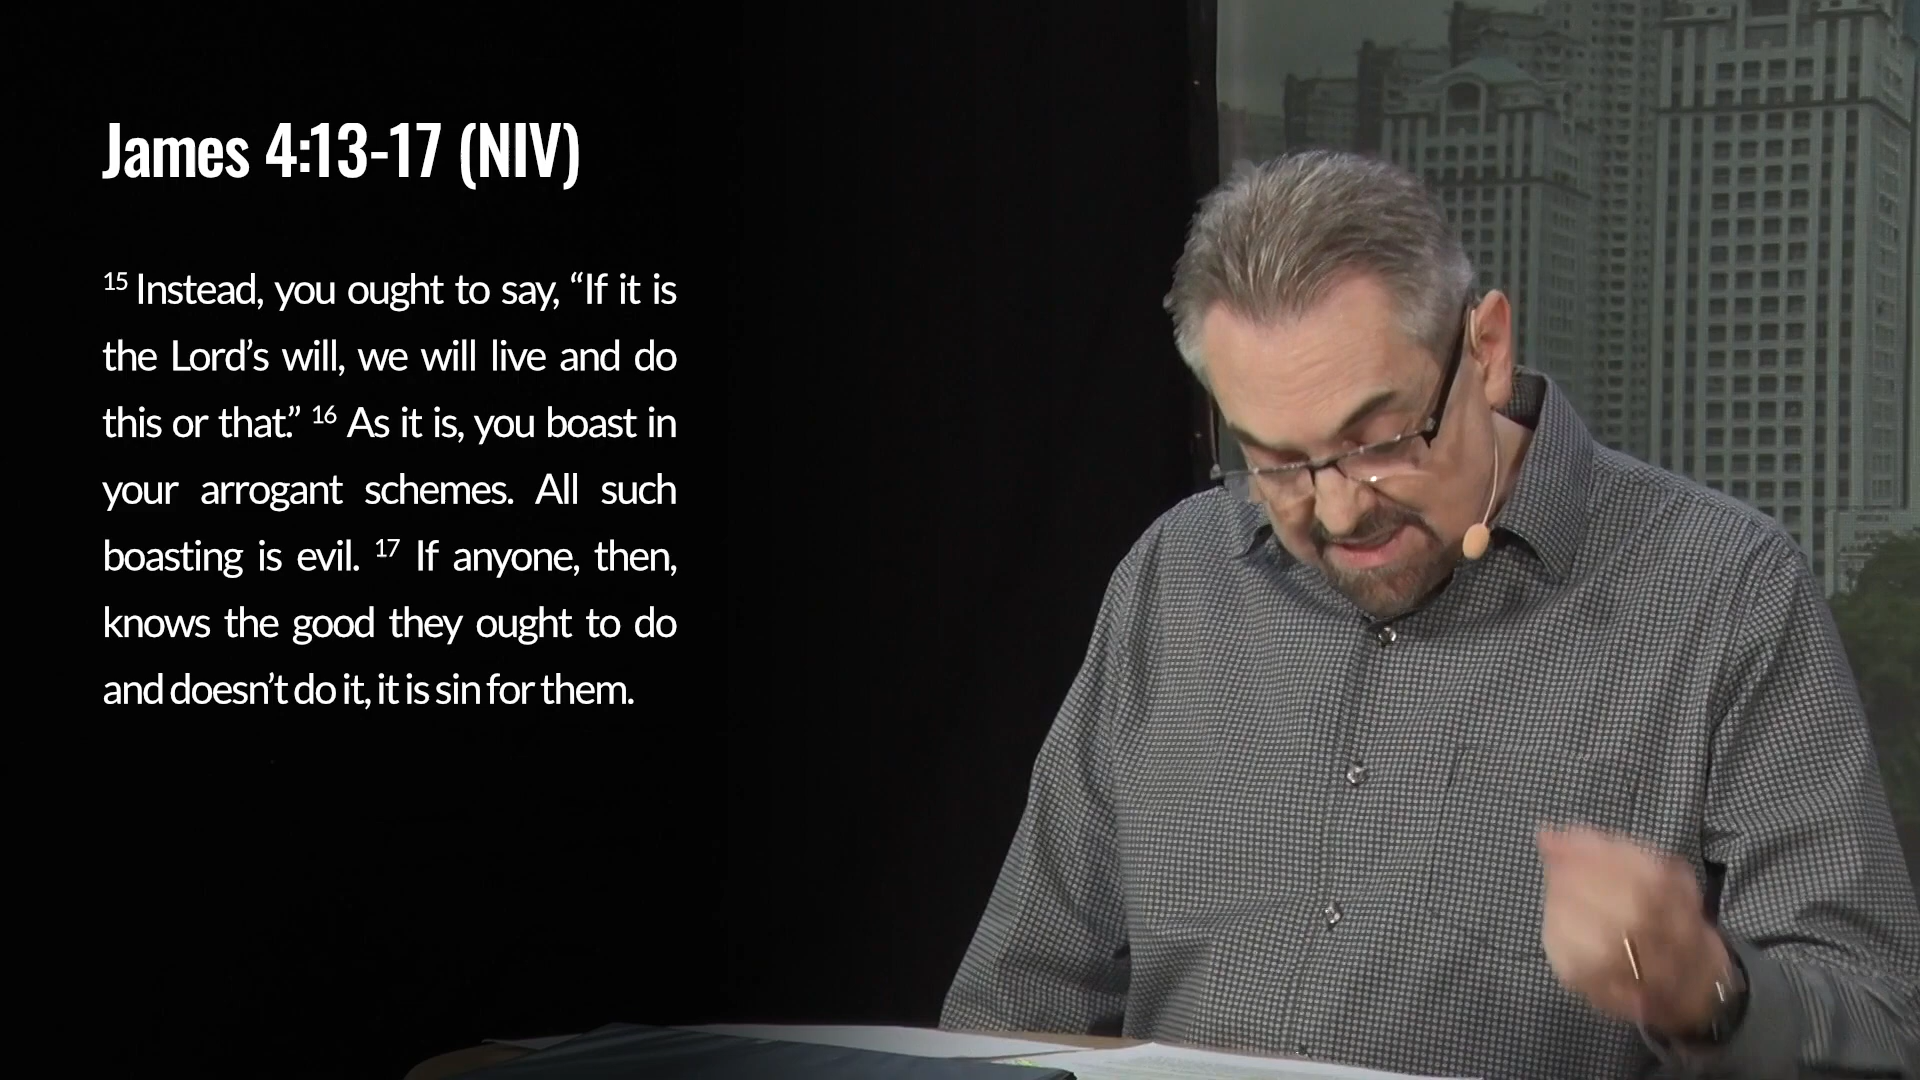 James 4:13-17 (NIV)
15 Instead, you ought to say, “If it is
the Lord’s will, we will live and do
this or that.” 16 As it is, you boast in
your arrogant schemes. All such
boasting is evil. 17 If anyone, then,
knows the good they ought to do
and doesn’t do it, it is sin for them.